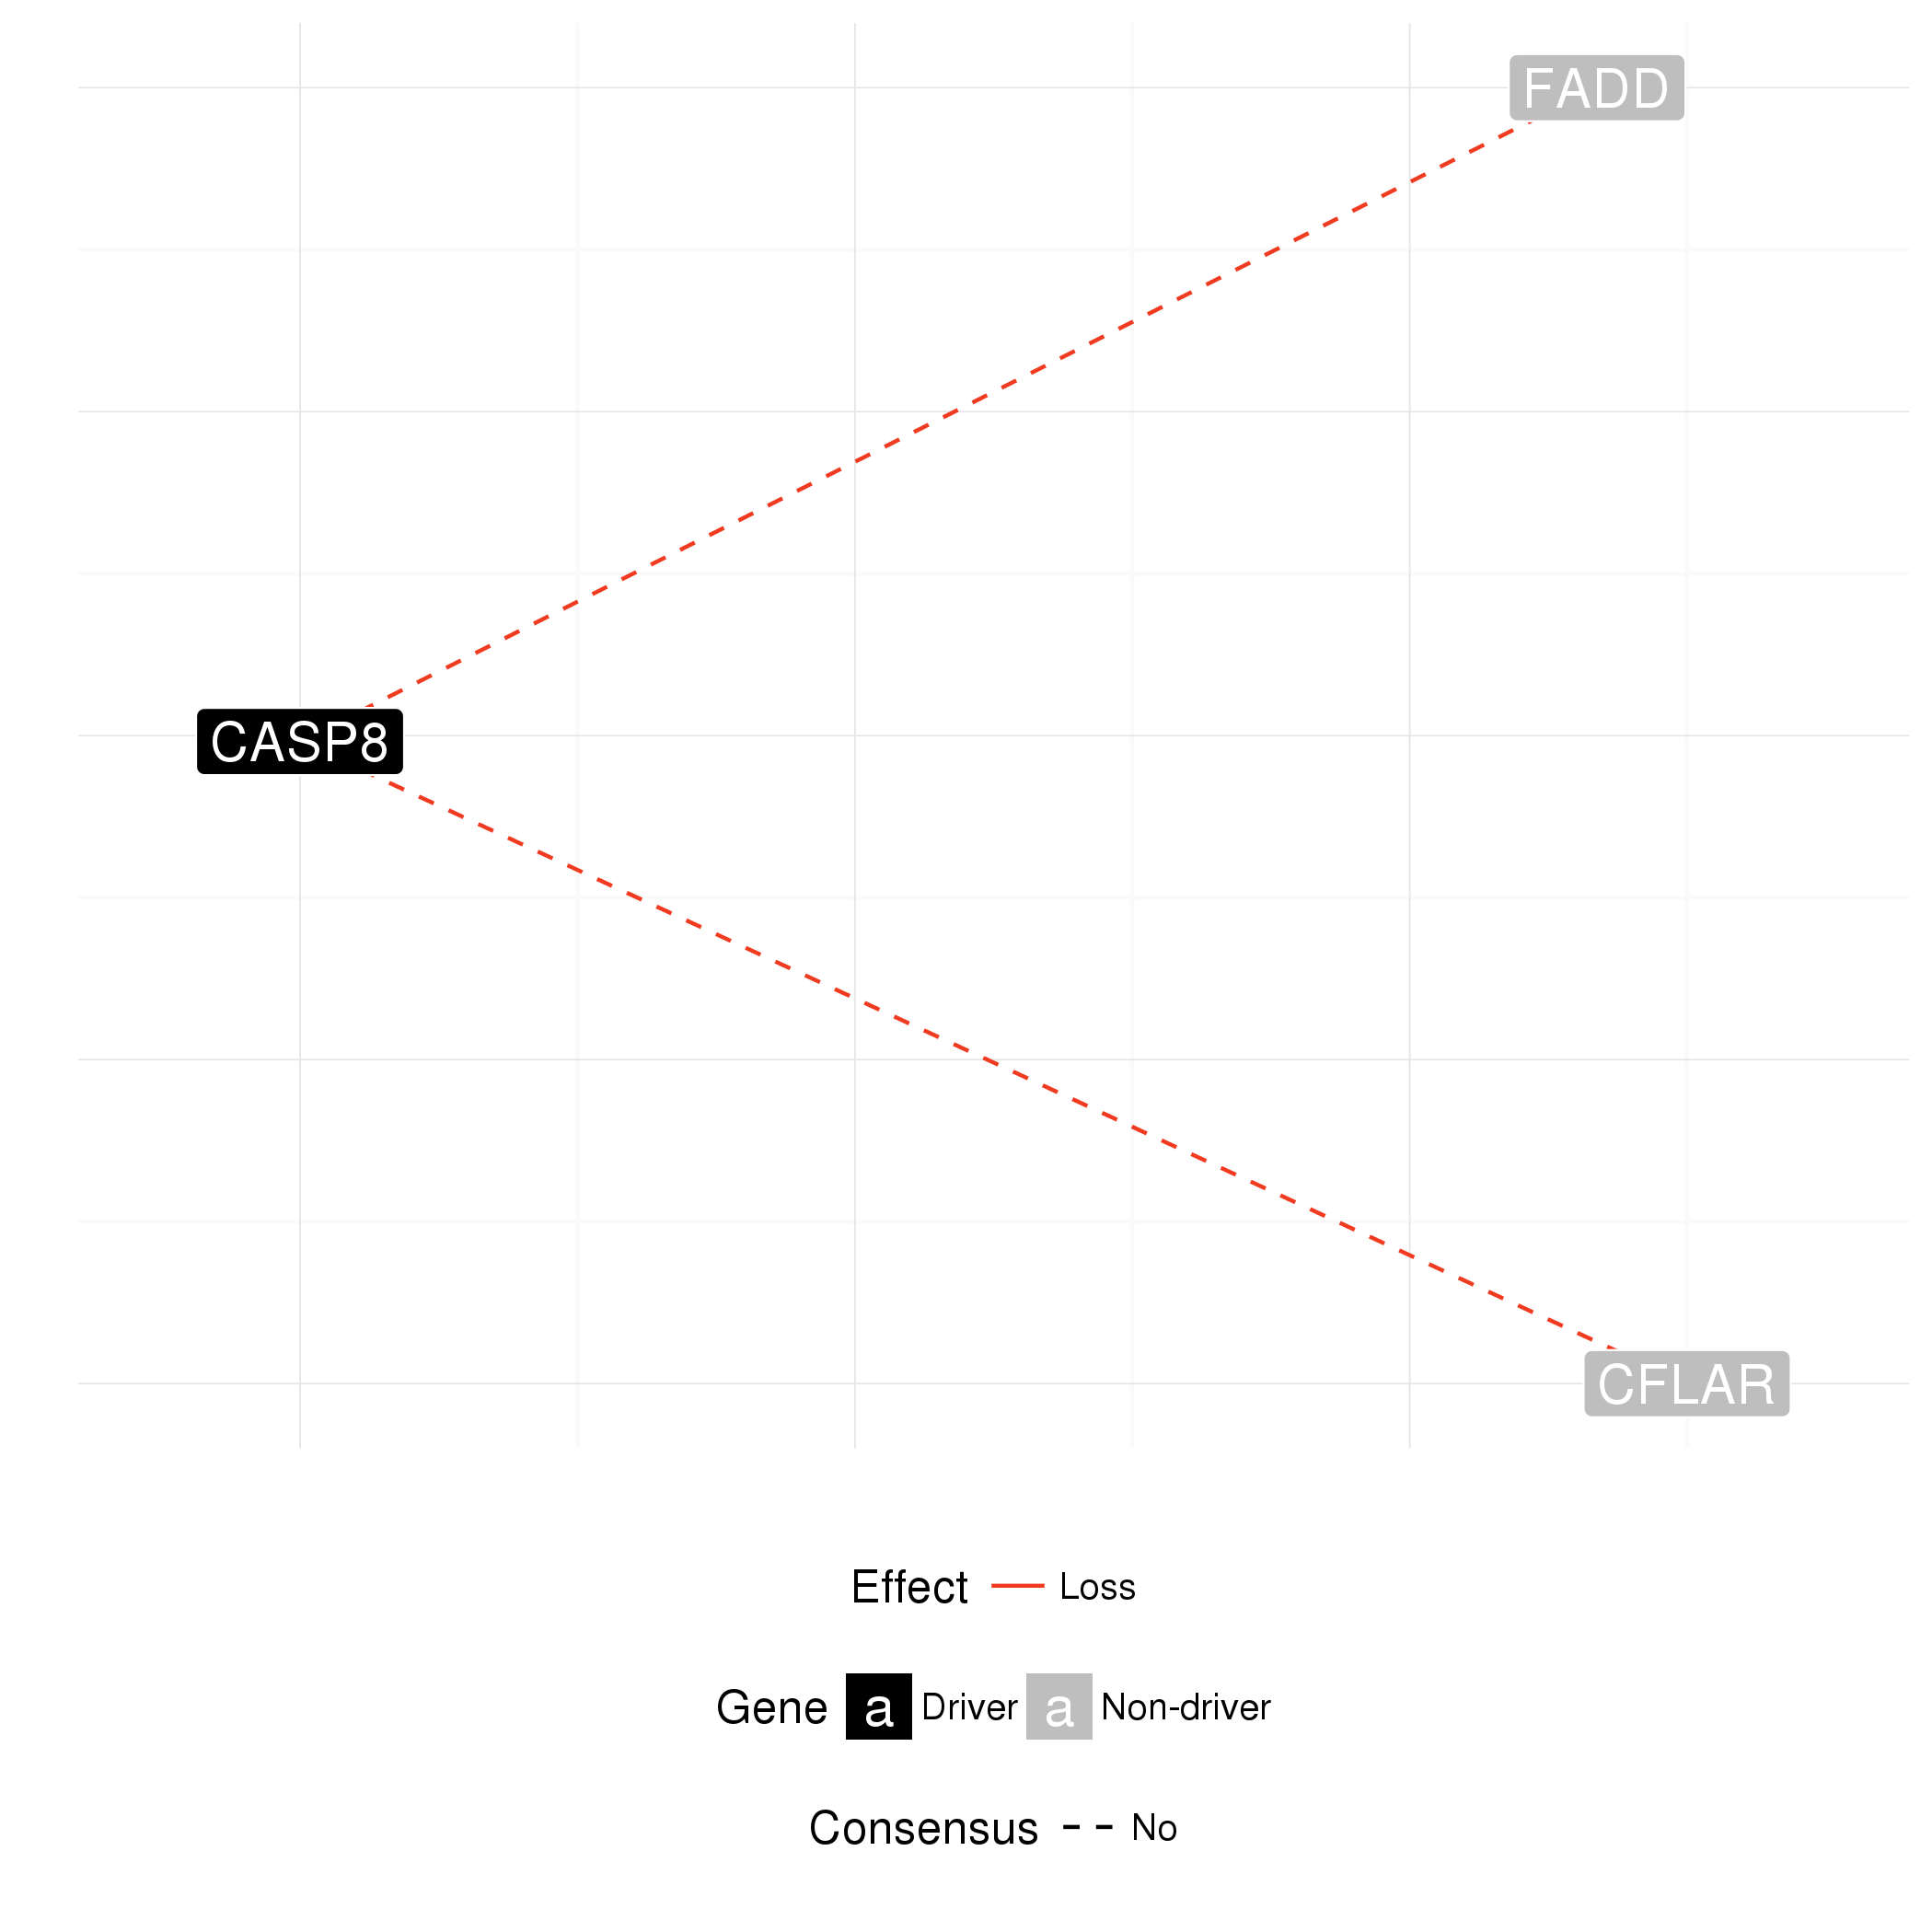 FADD
CASP8
CFLAR
Effect Loss
Gene a Driver a Non-driver
Consensus No